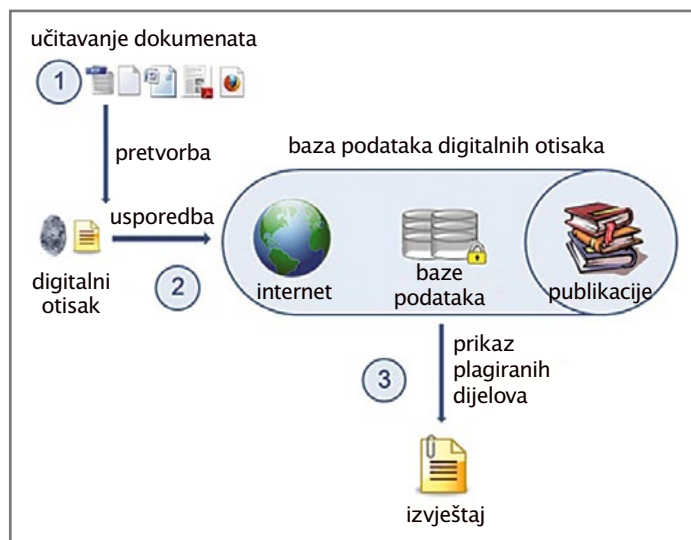 učitavanje dokumenata
1
pretvorba
baza podataka digitalnih otisaka
usporedba
digitalni
otisak
2
internet
baze
podataka
publikacije
3
prikaz
plagiranih
dijelova
izvještaj